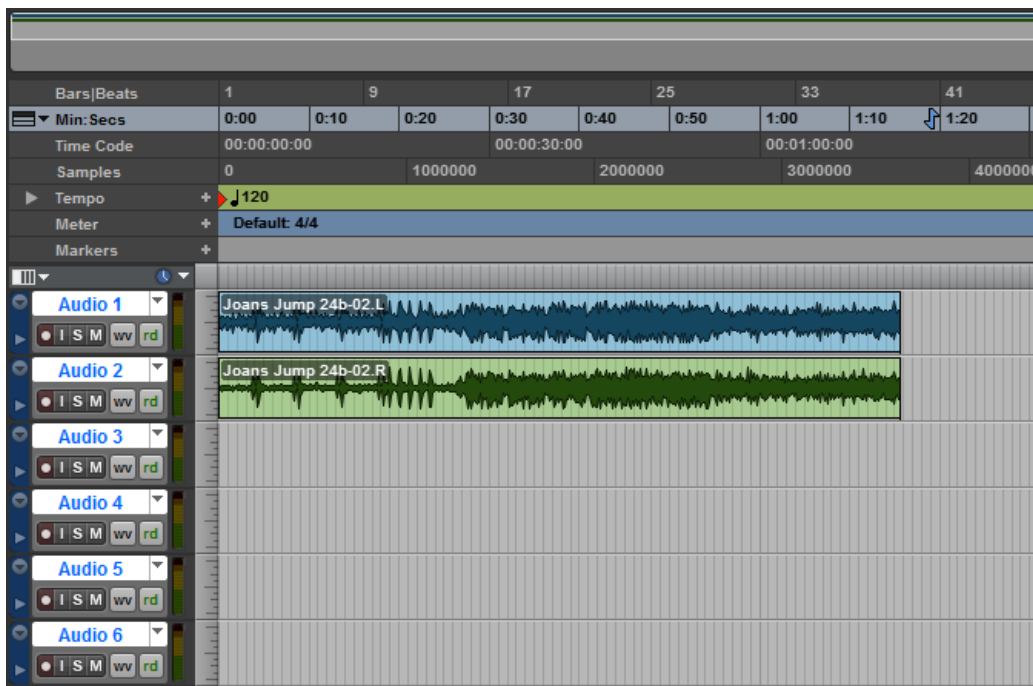 Bars|Beats 1 9 17 25 33 41
Min:Secs 0:00 0:10 0:20 0:30 0:40 0:50 1:00 1:10 1:20
Time Code 00:00:00:00 00:00:30:00 00:01:00:00
Samples 0 1000000 2000000 3000000 4000000
Tempo + 120
Meter + Default: 4/4
Markers +
Audio 1 Joans Jump 24b-02.L
I S M wv rd
Audio 2 Joans Jump 24b-02.R
I S M wv rd
Audio 3
I S M wv rd
Audio 4
I S M wv rd
Audio 5
I S M wv rd
Audio 6
I S M wv rd